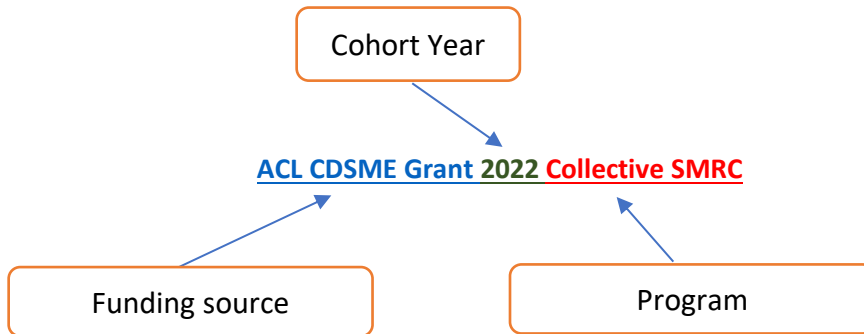 Cohort Year
ACL CDSME Grant 2022 Collective SMRC
Funding source
Program